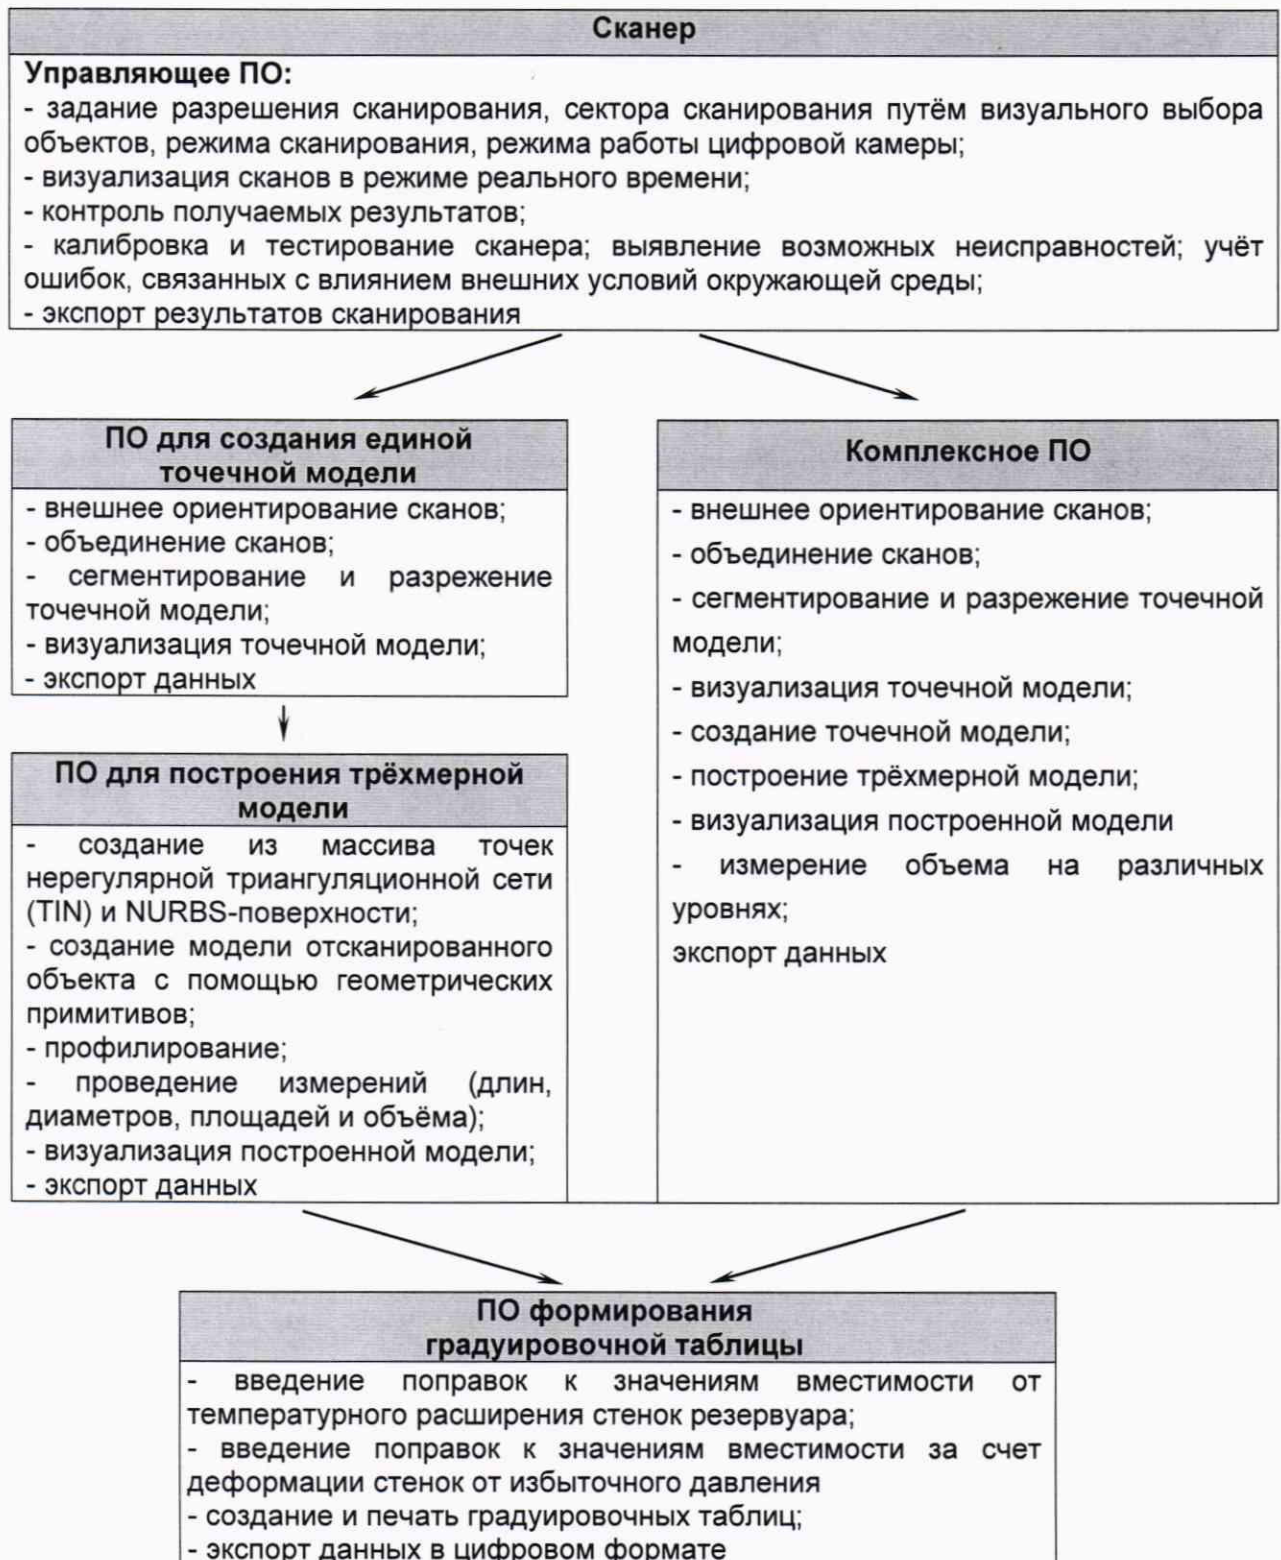 Сканер
Управляющее ПО:
- задание разрешения сканирования, сектора сканирования путём визуального выбора
объектов, режима сканирования, режима работы цифровой камеры;
- визуализация сканов в режиме реального времени;
- контроль получаемых результатов;
- калибровка и тестирование сканера; выявление возможных неисправностей; учёт
ошибок, связанных с влиянием внешних условий окружающей среды;
- экспорт результатов сканирования
ПО для создания единой
точечной модели
- внешнее ориентирование сканов;
- объединение сканов;
- сегментирование и разрежение
точечной модели;
- визуализация точечной модели;
- экспорт данных
ПО для построения трёхмерной
модели
- создание из массива точек
нерегулярной триангуляционной сети
(TIN) и NURBS-поверхности;
- создание модели отсканированного
объекта с помощью геометрических
примитивов;
- профилирование;
- проведение измерений (длин,
диаметров, площадей и объёма);
- визуализация построенной модели;
- экспорт данных
Комплексное ПО
- внешнее ориентирование сканов;
- объединение сканов;
- сегментирование и разрежение точечной
модели;
- визуализация точечной модели;
- создание точечной модели;
- построение трёхмерной модели;
- визуализация построенной модели
- измерение объема на различных
уровнях;
экспорт данных
ПО формирования
градуировочной таблицы
- введение поправок к значениям вместимости от
температурного расширения стенок резервуара;
- введение поправок к значениям вместимости за счет
деформации стенок от избыточного давления
- создание и печать градуировочных таблиц;
- экспорт данных в цифровом формате